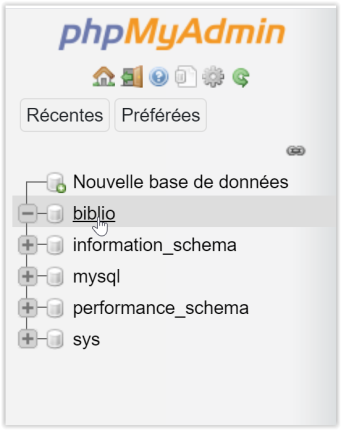 phpMyAdmin
Récentes Préférées
Nouvelle base de données
biblio
information_schema
mysql
performance_schema
sys